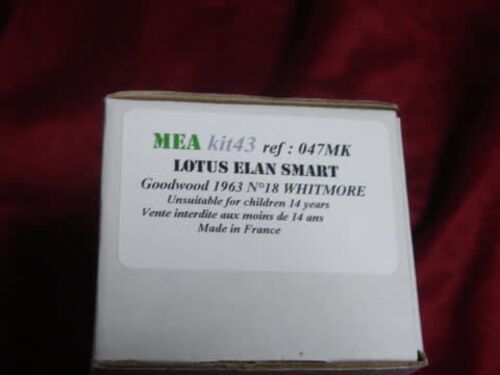 MEA kit43 ref : 047MK
LOTUS ELAN SMART
Goodwood 1963 N°18 WHITMORE
Unsuitable for children 14 years
Vente interdite aux moins de 14 ans
Made in France